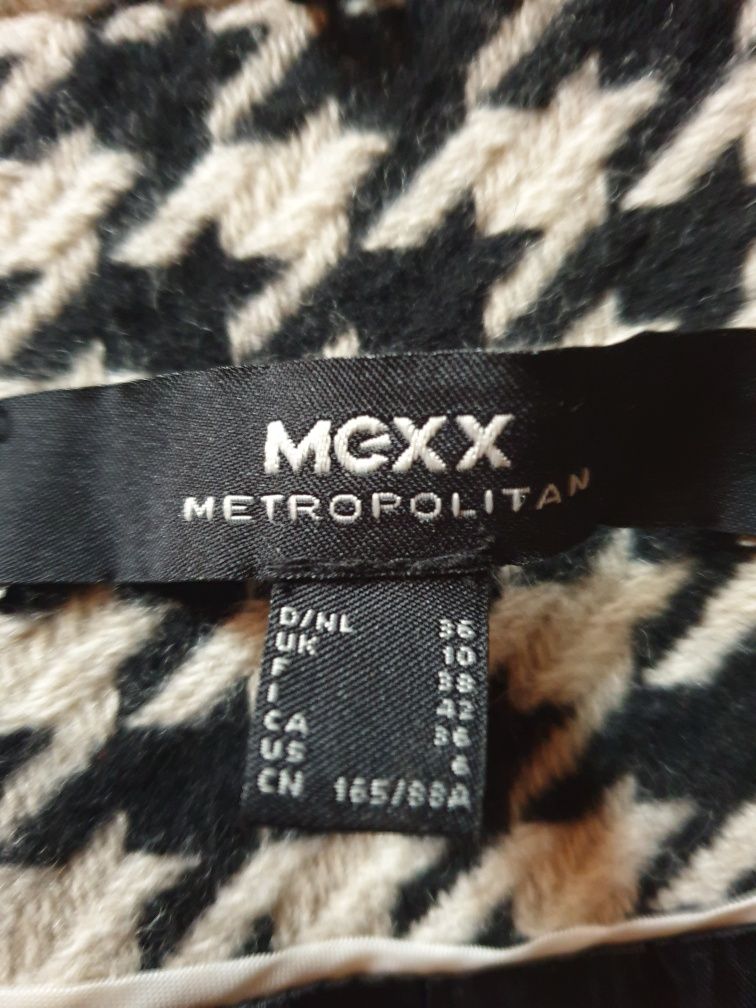 MEXX
METROPOLITAN
D/NL 36
UK 10
F 38
I 42
CA 36
US 6
CN 165/88A